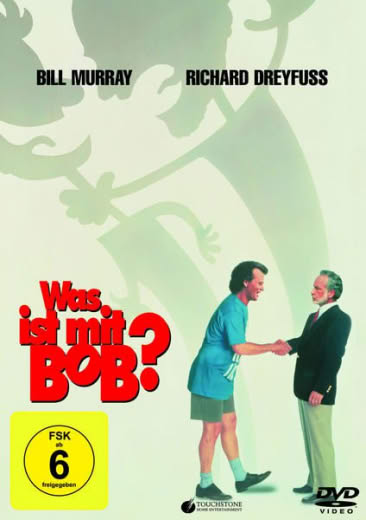 BILL MURRAY RICHARD DREYFUSS
Was
ist mit
BOB?
FSK
ab
6
freigegeben
TOUCHSTONE
HOME ENTERTAINMENT
DVD
VIDEO